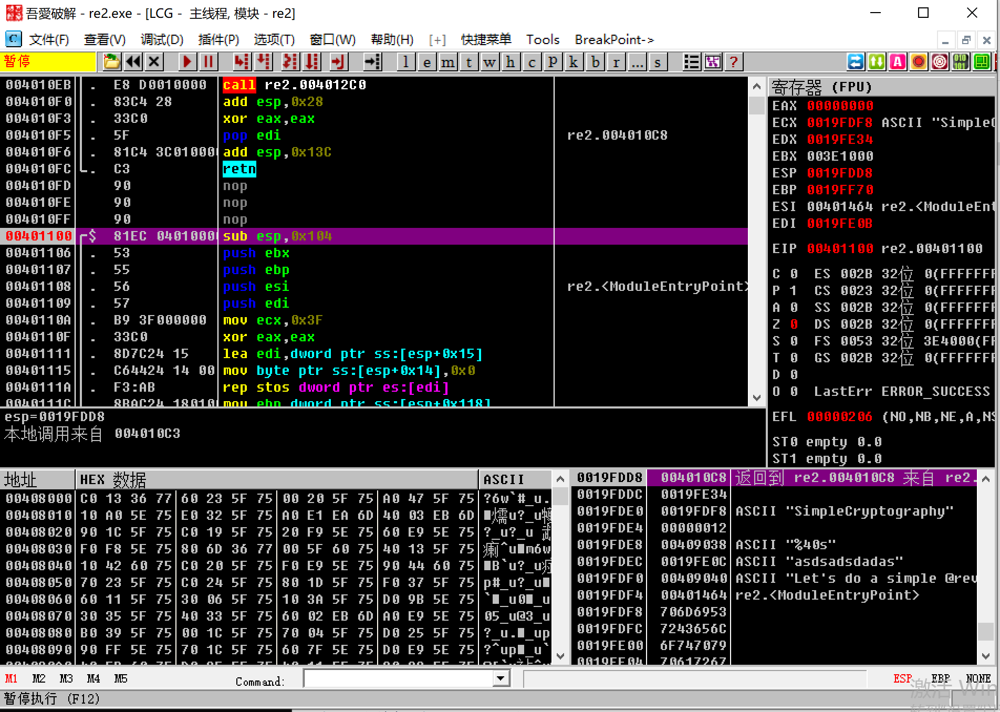 吾愛破解 - re2.exe - [LCG - 主线程, 模块 - re2]
文件(F) 查看(V) 调试(D) 插件(P) 选项(T) 窗口(W) 帮助(H) [+] 快捷菜单 Tools BreakPoint->
暂停 l e m t w h c p k b r ... s ?
004010EB . E8 D0010000 call re2.004012C0
004010F0 . 83C4 28 add esp,0x28
004010F3 . 33C0 xor eax,eax
004010F5 . 5F pop edi re2.004010C8
004010F6 . 81C4 3C01000 add esp,0x13C
004010FC . C3 retn
004010FD 90 nop
004010FE 90 nop
004010FF 90 nop
00401100 $ 81EC 0401000 sub esp,0x104
00401106 . 53 push ebx
00401107 . 55 push ebp
00401108 . 56 push esi re2.<ModuleEntryPoint>
00401109 . 57 push edi
0040110A . B9 3F000000 mov ecx,0x3F
0040110F . 33C0 xor eax,eax
00401111 . 8D7C24 15 lea edi,dword ptr ss:[esp+0x15]
00401115 . C64424 14 00 mov byte ptr ss:[esp+0x14],0x0
0040111A . F3:AB rep stos dword ptr es:[edi]
0040111C . 8BAC24 18010 mov ebp,dword ptr ss:[esp+0x118]
esp=0019FDD8
本地调用来自 004010C3
寄存器 (FPU)
EAX 00000000
ECX 0019FDF8 ASCII "Simple
EDX 0019FE34
EBX 003E1000
ESP 0019FDD8
EBP 0019FF70
ESI 00401464 re2.<ModuleEnt
EDI 0019FE0B
EIP 00401100 re2.00401100
C 0 ES 002B 32位 0(FFFFFFF
P 1 CS 0023 32位 0(FFFFFFF
A 0 SS 002B 32位 0(FFFFFFF
Z 0 DS 002B 32位 0(FFFFFFF
S 0 FS 0053 32位 3E4000(FF
T 0 GS 002B 32位 0(FFFFFFF
D 0
O 0 LastErr ERROR_SUCCESS
EFL 00000206 (NO,NB,NE,A,NS
ST0 empty 0.0
ST1 empty 0.0
地址 HEX 数据 ASCII
00408000 C0 13 36 77 60 23 5F 75 00 20 5F 75 A0 47 5F 75 ?6w`#_u.
00408010 10 A0 5E 75 E0 32 5F 75 A0 E1 EA 6D 40 03 EB 6D
00408020 90 1C 5F 75 C0 19 5F 75 20 F9 5E 75 60 E9 5E 75 ?_u?_u
00408030 F0 F8 5E 75 80 6D 36 77 00 5F 60 75 40 13 5F 75
00408040 10 42 60 75 C0 20 5F 75 F0 E9 5E 75 90 44 60 75
00408050 70 23 5F 75 C0 24 5F 75 80 1D 5F 75 F0 37 5F 75 p#_u?_u
00408060 60 11 5F 75 30 06 5F 75 10 3A 5F 75 D0 9B 5E 75
00408070 30 35 5F 75 40 33 5F 75 60 02 EB 6D A0 E9 5E 75 05_u@3_u
00408080 B0 39 5F 75 00 1C 5F 75 70 04 5F 75 D0 25 5F 75 ?_u. _up
00408090 90 FF 5E 75 70 1C 5F 75 60 7F 5E 75 D0 E9 5E 75 ?^up _u`
0019FDD8 004010C8 返回到 re2.004010C8 来自 re2.
0019FDDC 0019FE34
0019FDE0 0019FDF8 ASCII "SimpleCryptography"
0019FDE4 00000012
0019FDE8 00409038 ASCII "%40s"
0019FDEC 0019FE0C ASCII "asdsadsdadas"
0019FDF0 00409040 ASCII "Let's do a simple @rev
0019FDF4 00401464 re2.<ModuleEntryPoint>
0019FDF8 706D6953
0019FDFC 7243656C
0019FE00 6F747079
0019FE04 70617267
M1 M2 M3 M4 M5 Command: ESP EBP NONE
暂停执行 (F12)
激活 Win